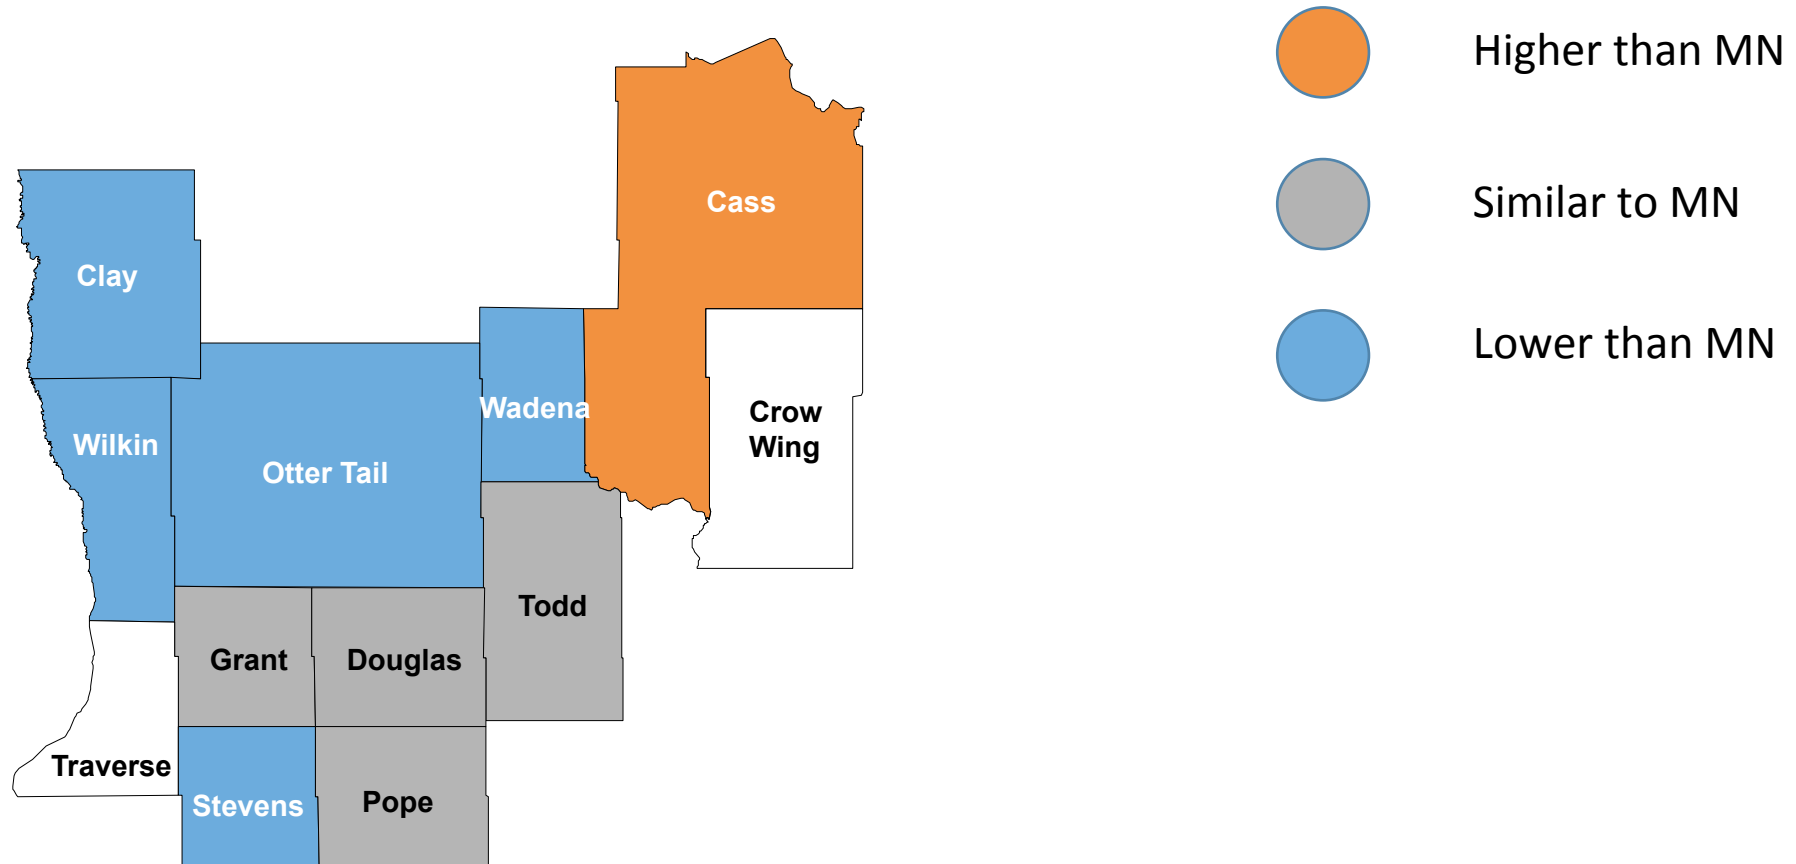 Higher than MN
Similar to MN
Lower than MN
Cass
Clay
Wadena
Crow
Wing
Wilkin
Otter Tail
Todd
Grant
Douglas
Traverse
Stevens
Pope